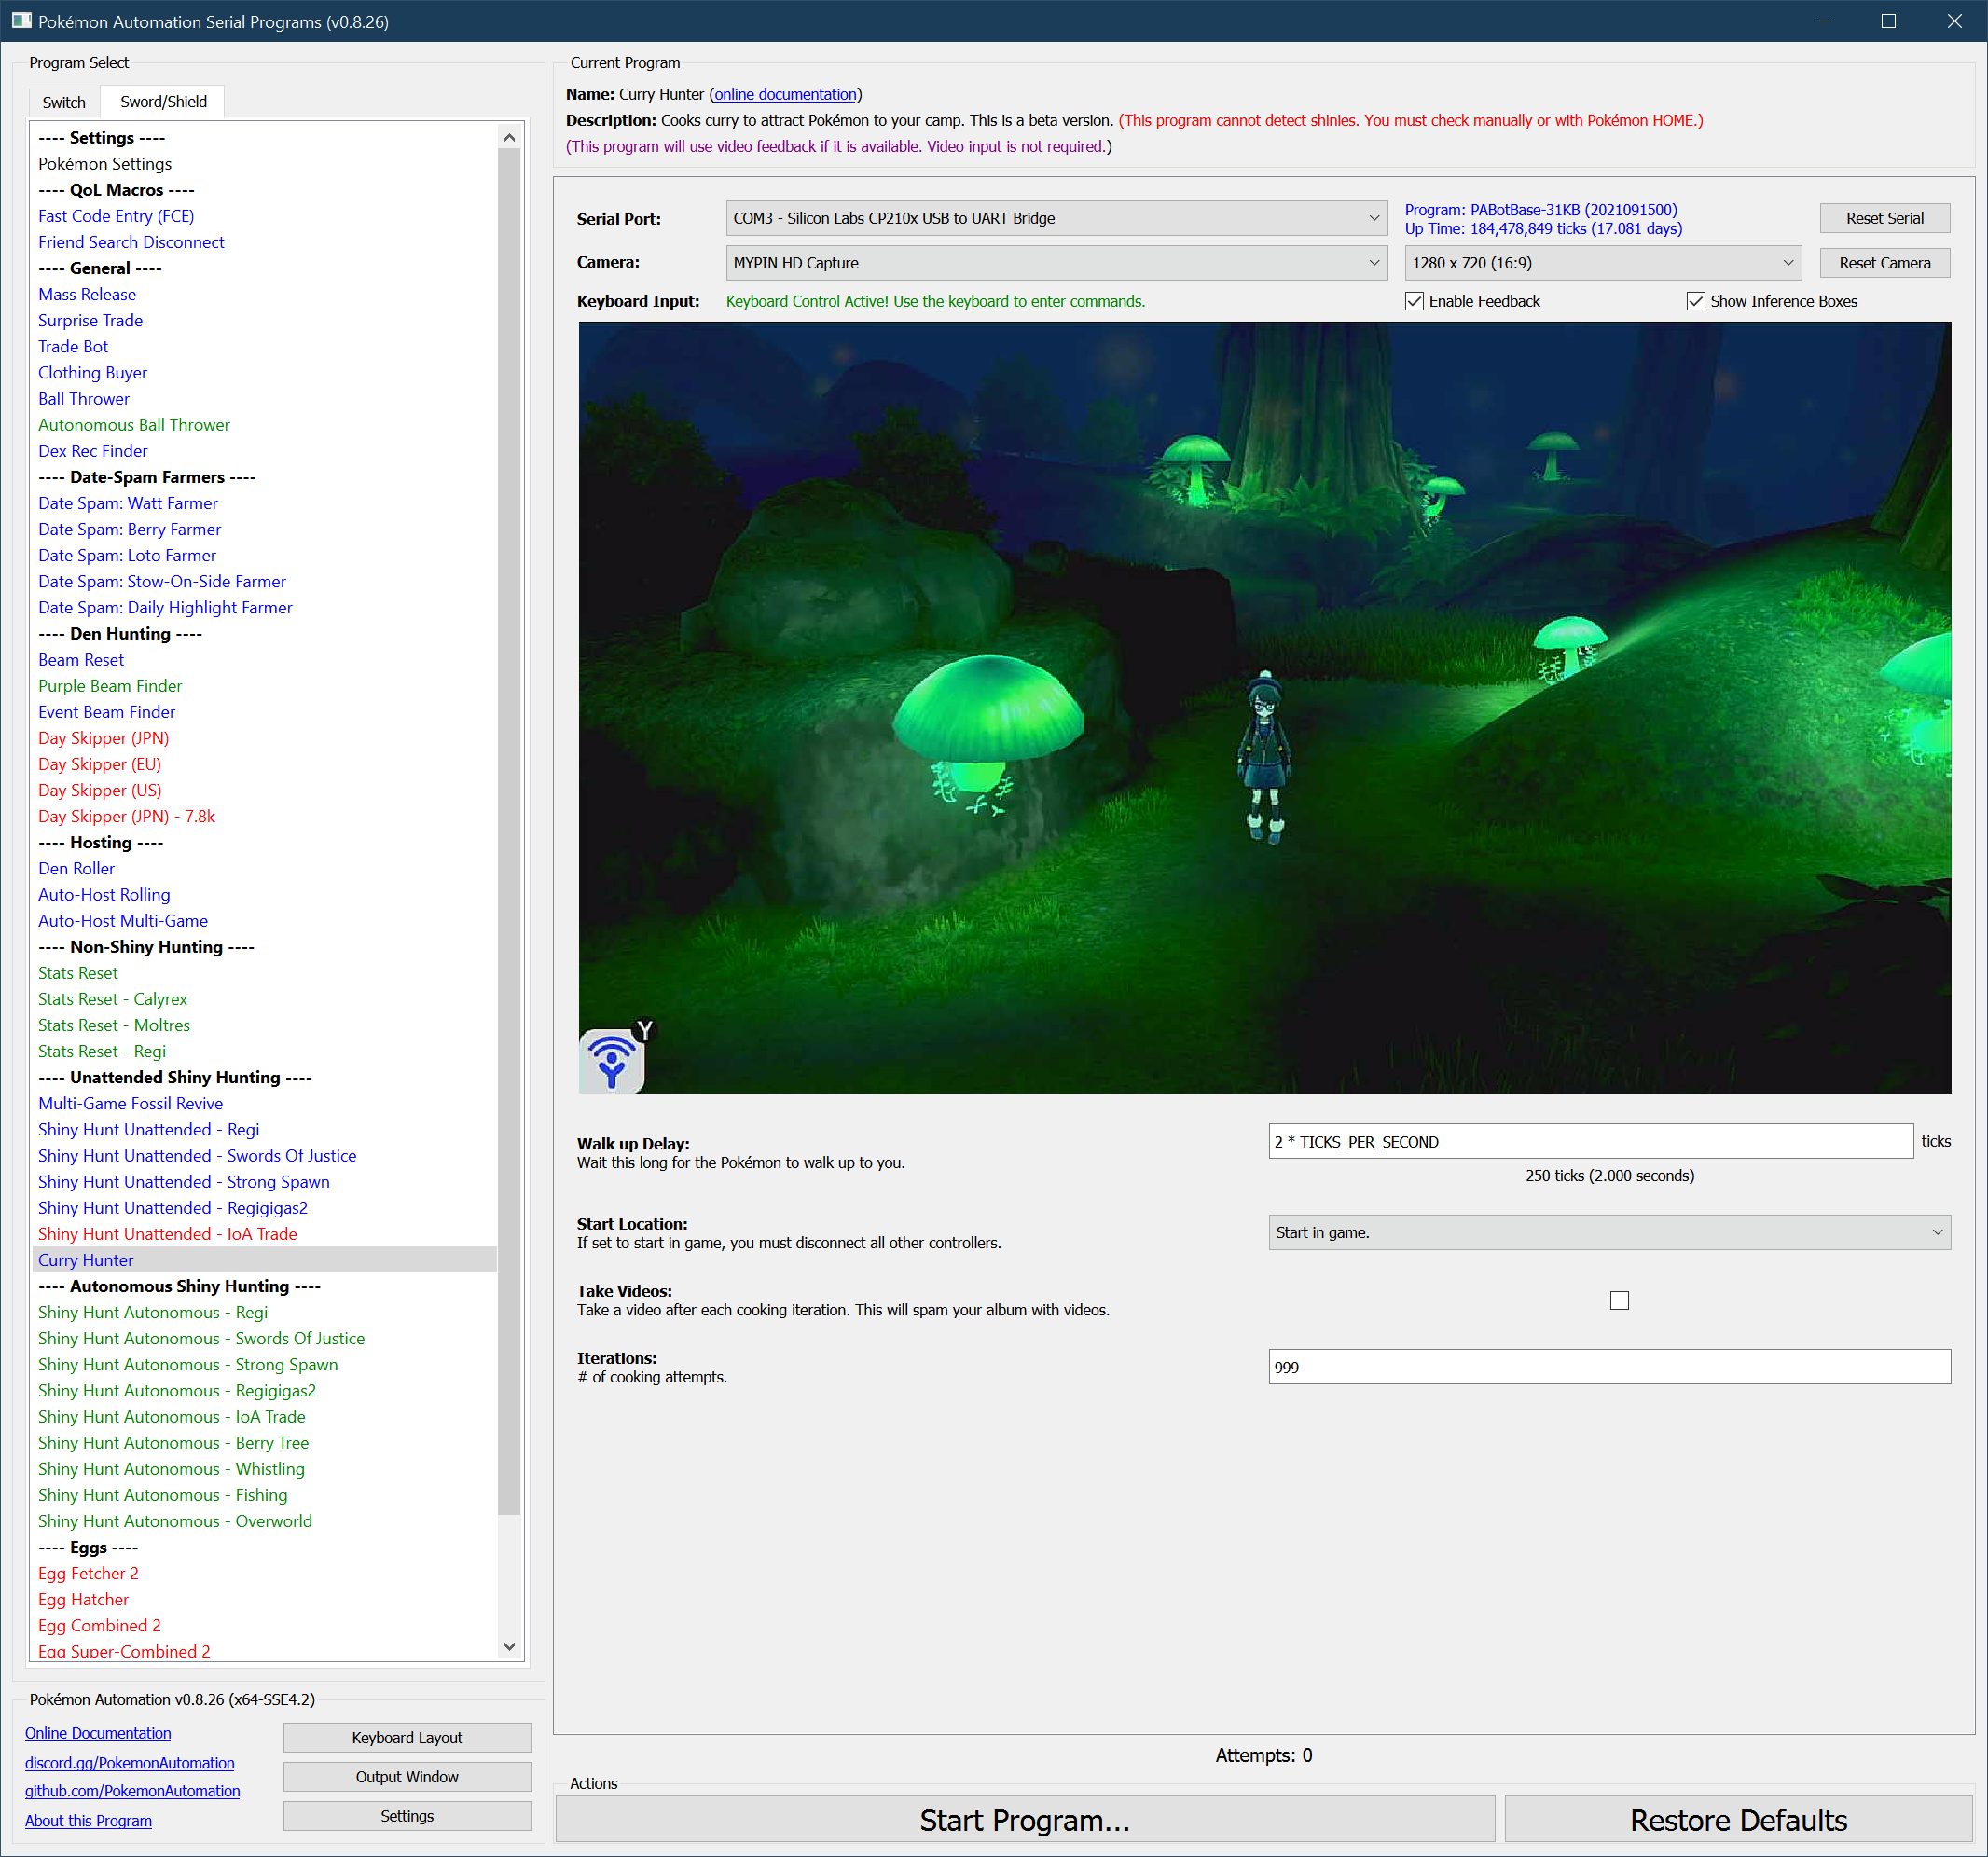 Pokémon Automation Serial Programs (v0.8.26)
Program Select
Switch
Sword/Shield
---- Settings ----
Pokémon Settings
---- QoL Macros ----
Fast Code Entry (FCE)
Friend Search Disconnect
---- General ----
Mass Release
Surprise Trade
Trade Bot
Clothing Buyer
Ball Thrower
Autonomous Ball Thrower
Dex Rec Finder
---- Date-Spam Farmers ----
Date Spam: Watt Farmer
Date Spam: Berry Farmer
Date Spam: Loto Farmer
Date Spam: Stow-On-Side Farmer
Date Spam: Daily Highlight Farmer
---- Den Hunting ----
Beam Reset
Purple Beam Finder
Event Beam Finder
Day Skipper (JPN)
Day Skipper (EU)
Day Skipper (US)
Day Skipper (JPN) - 7.8k
---- Hosting ----
Den Roller
Auto-Host Rolling
Auto-Host Multi-Game
---- Non-Shiny Hunting ----
Stats Reset
Stats Reset - Calyrex
Stats Reset - Moltres
Stats Reset - Regi
---- Unattended Shiny Hunting ----
Multi-Game Fossil Revive
Shiny Hunt Unattended - Regi
Shiny Hunt Unattended - Swords Of Justice
Shiny Hunt Unattended - Strong Spawn
Shiny Hunt Unattended - Regigigas2
Shiny Hunt Unattended - IoA Trade
Curry Hunter
---- Autonomous Shiny Hunting ----
Shiny Hunt Autonomous - Regi
Shiny Hunt Autonomous - Swords Of Justice
Shiny Hunt Autonomous - Strong Spawn
Shiny Hunt Autonomous - Regigigas2
Shiny Hunt Autonomous - IoA Trade
Shiny Hunt Autonomous - Berry Tree
Shiny Hunt Autonomous - Whistling
Shiny Hunt Autonomous - Fishing
Shiny Hunt Autonomous - Overworld
---- Eggs ----
Egg Fetcher 2
Egg Hatcher
Egg Combined 2
Egg Super-Combined 2
Pokémon Automation v0.8.26 (x64-SSE4.2)
Online Documentation
discord.gg/PokemonAutomation
github.com/PokemonAutomation
About this Program
Keyboard Layout
Output Window
Settings
Current Program
Name: Curry Hunter (online documentation)
Description: Cooks curry to attract Pokémon to your camp. This is a beta version. (This program cannot detect shinies. You must check manually or with Pokémon HOME.)
(This program will use video feedback if it is available. Video input is not required.)
Serial Port:
COM3 - Silicon Labs CP210x USB to UART Bridge
Program: PABotBase-31KB (2021091500)
Up Time: 184,478,849 ticks (17.081 days)
Reset Serial
Camera:
MYPIN HD Capture
1280 x 720 (16:9)
Reset Camera
Keyboard Input:
Keyboard Control Active! Use the keyboard to enter commands.
Enable Feedback
Show Inference Boxes
Y
Walk up Delay:
Wait this long for the Pokémon to walk up to you.
2 * TICKS_PER_SECOND
ticks
250 ticks (2.000 seconds)
Start Location:
If set to start in game, you must disconnect all other controllers.
Start in game.
Take Videos:
Take a video after each cooking iteration. This will spam your album with videos.
Iterations:
# of cooking attempts.
999
Attempts: 0
Actions
Start Program...
Restore Defaults